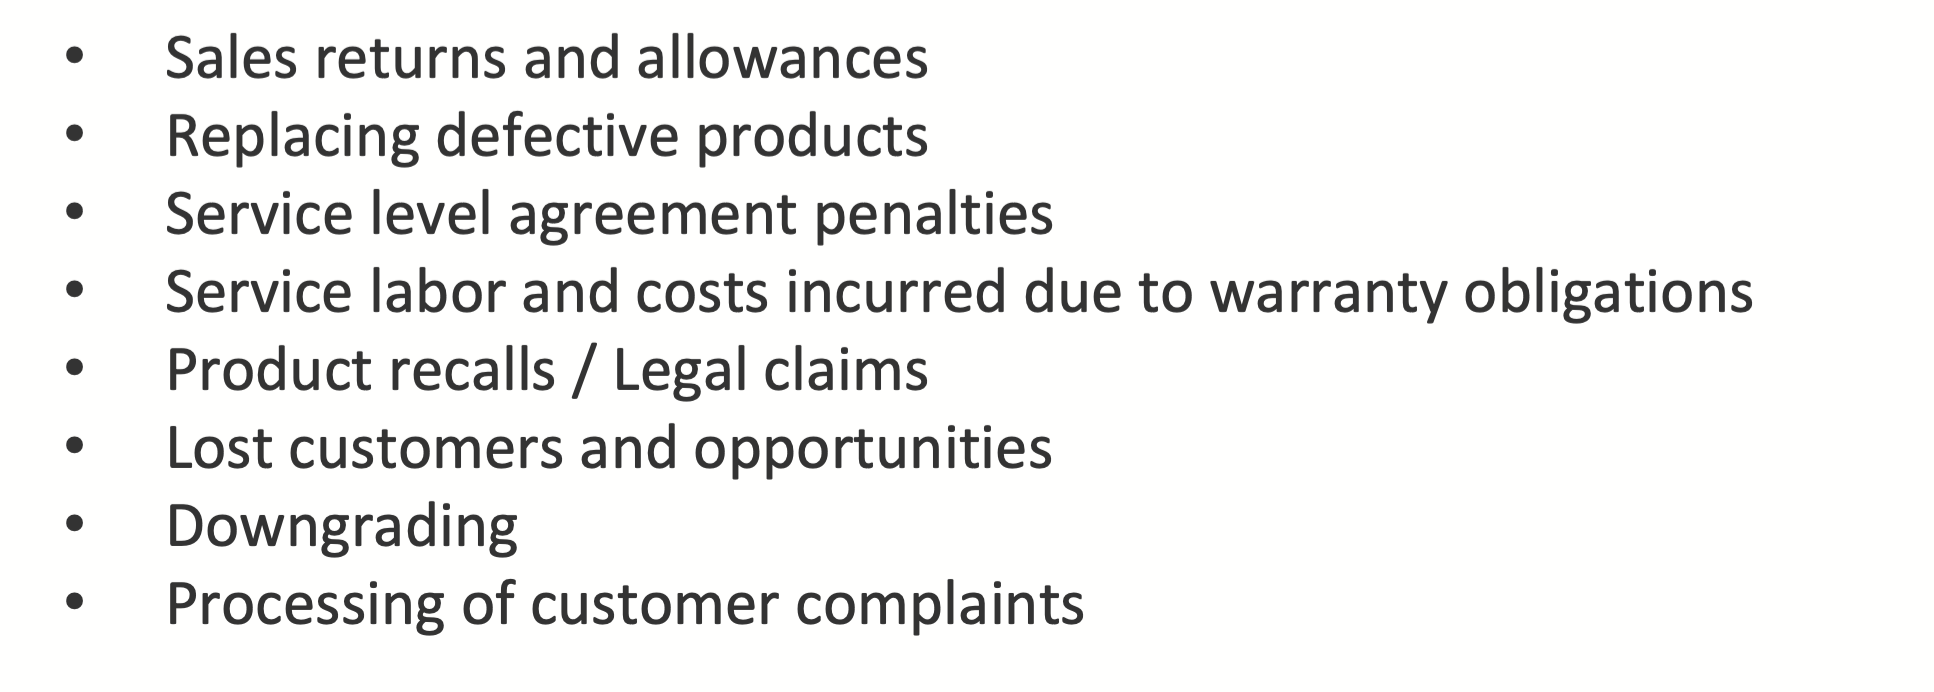 • Sales returns and allowances
• Replacing defective products
• Service level agreement penalties
• Service labor and costs incurred due to warranty obligations
• Product recalls / Legal claims
• Lost customers and opportunities
• Downgrading
• Processing of customer complaints